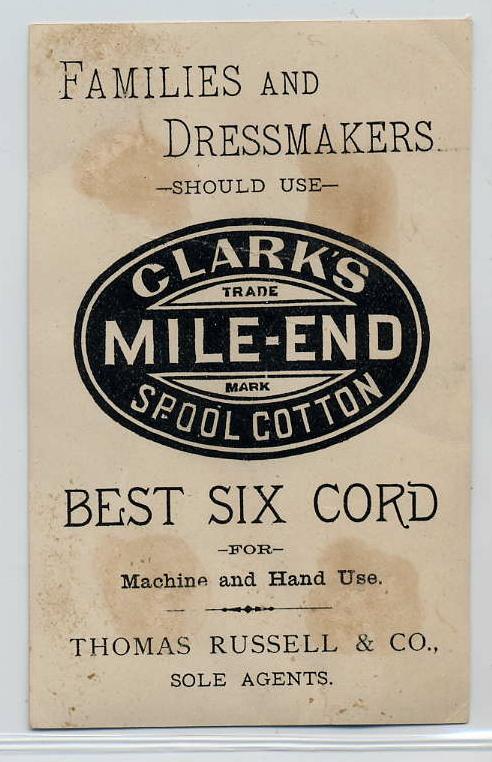 FAMILIES AND
DRESSMAKERS
—SHOULD USE—
CLARK'S
TRADE
MILE-END
MARK
SPOOL COTTON
BEST SIX CORD
–FOR–
Machine and Hand Use.
THOMAS RUSSELL & CO.,
SOLE AGENTS.